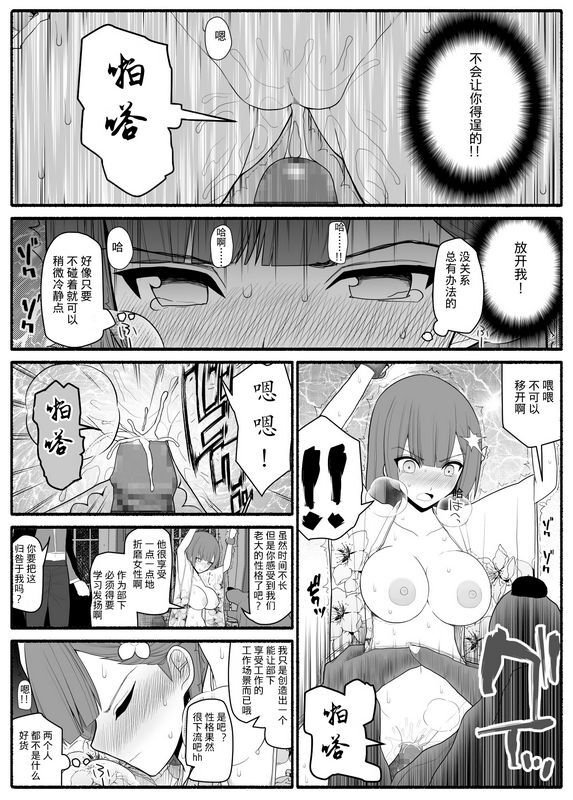 不会让你得逞的!!
嗯
啪嗒
放开我!
没关系
总有办法的
哈…!!
哈啊…
哈
好像只要
不碰着就可以
稍微冷静点
喂喂
不可以
移开啊
!!
嗯嗯!
啪嗒
虽然时间不长
但是你感受到我们
老大的性格了吧?
他很享受
一点一点地
折磨女性啊
作为部下
必须得要
学习发扬啊
你要把这
归咎于我吗?
啪嗒
我只是创造出一个
能让部下
享受工作的
工作场景而已哦
是吧?
性格果然
很下流吧hh
嗯!!
两个人
都不是什么
好货